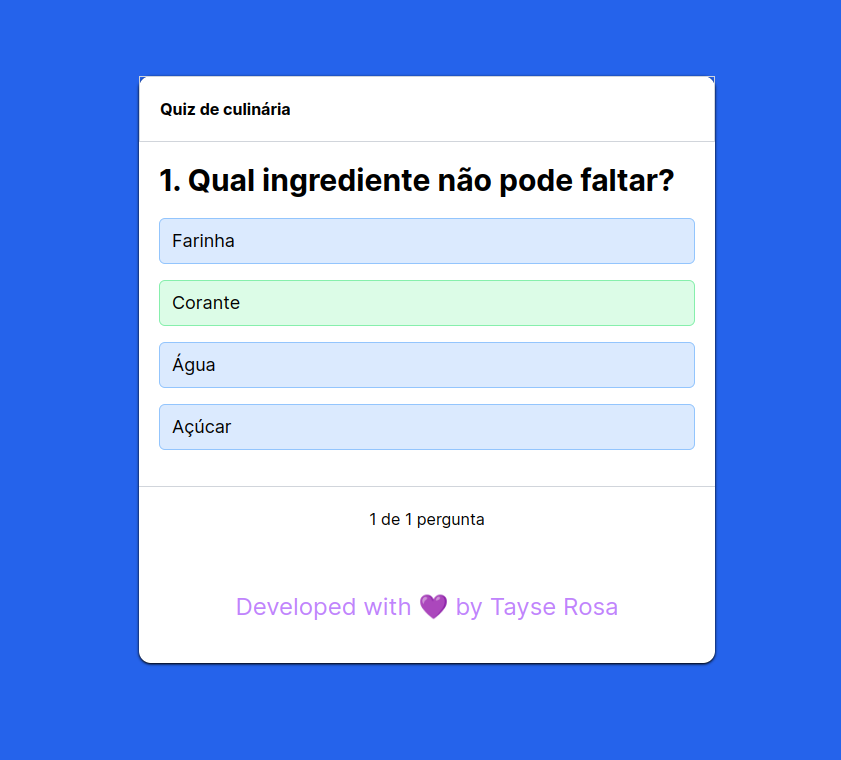 Quiz de culinária
1. Qual ingrediente não pode faltar?
Farinha
Corante
Água
Açúcar
1 de 1 pergunta
Developed with 💜 by Tayse Rosa